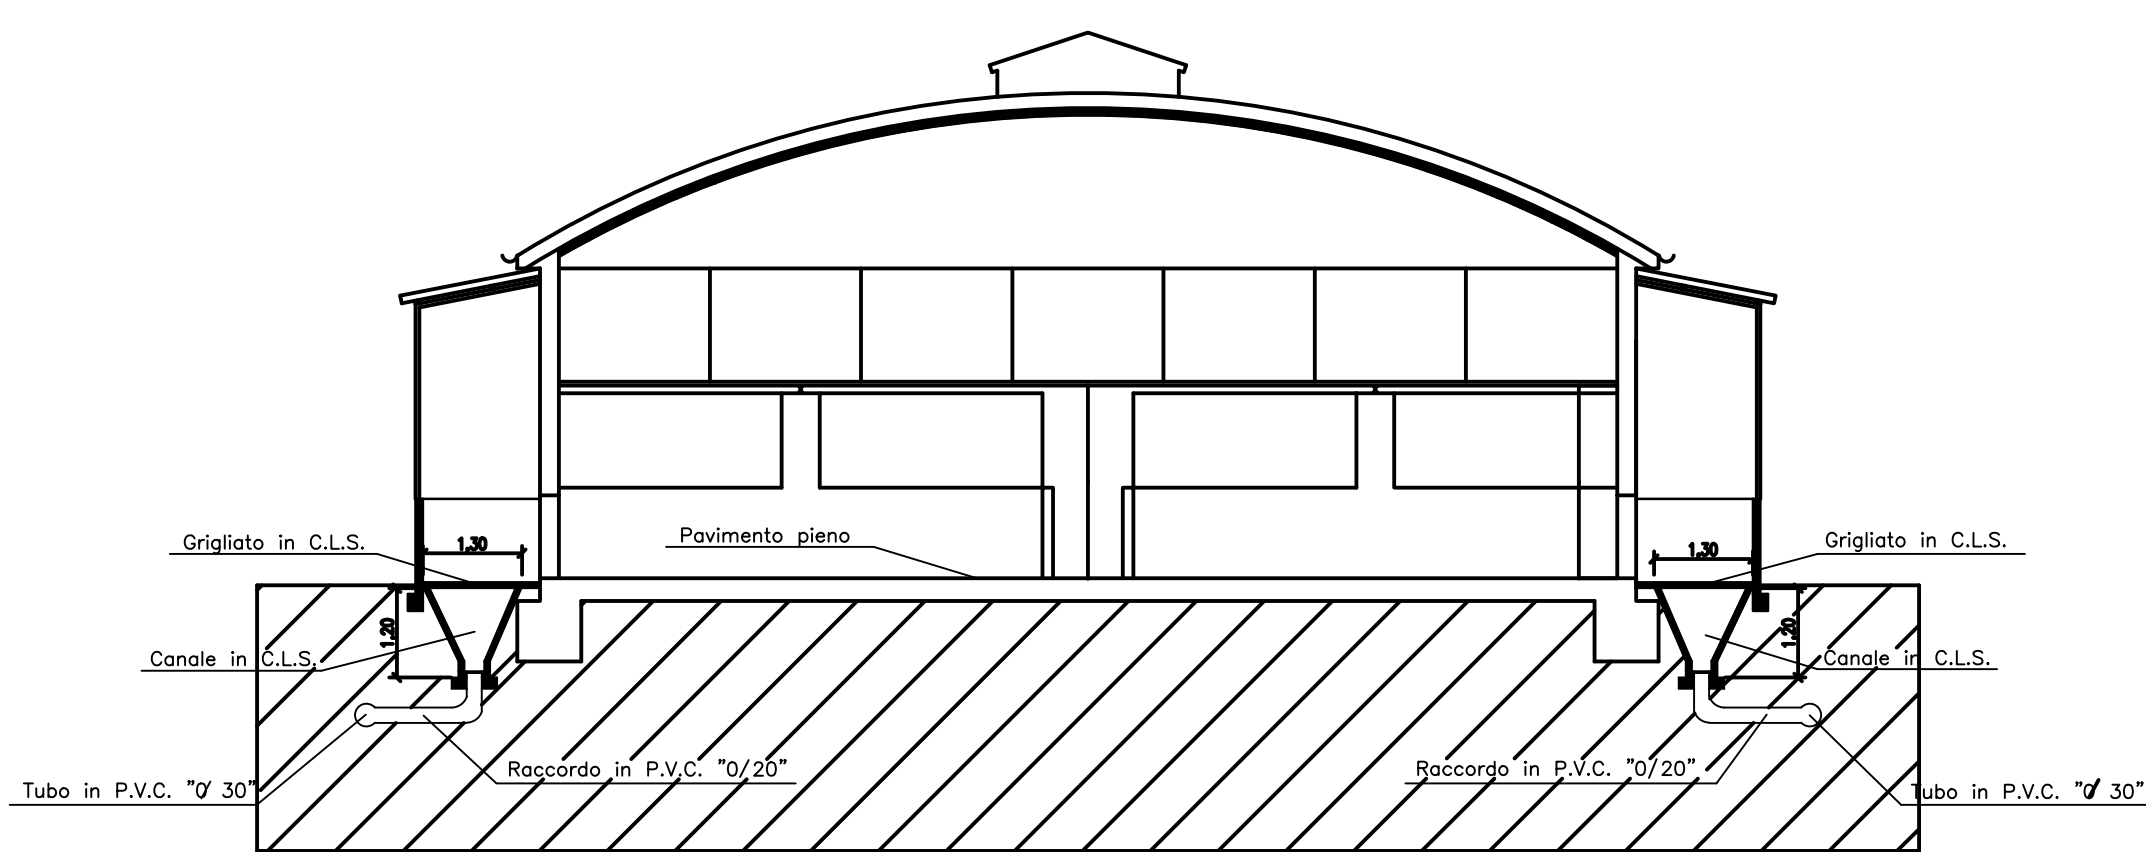 Grigliato in C.L.S.
1,30
Pavimento pieno
1,30
Grigliato in C.L.S.
1,20
1,20
Canale in C.L.S.
Canale in C.L.S.
Raccordo in P.V.C. "0/20"
Raccordo in P.V.C. "0/20"
Tubo in P.V.C. "0/ 30"
Tubo in P.V.C. "0/ 30"